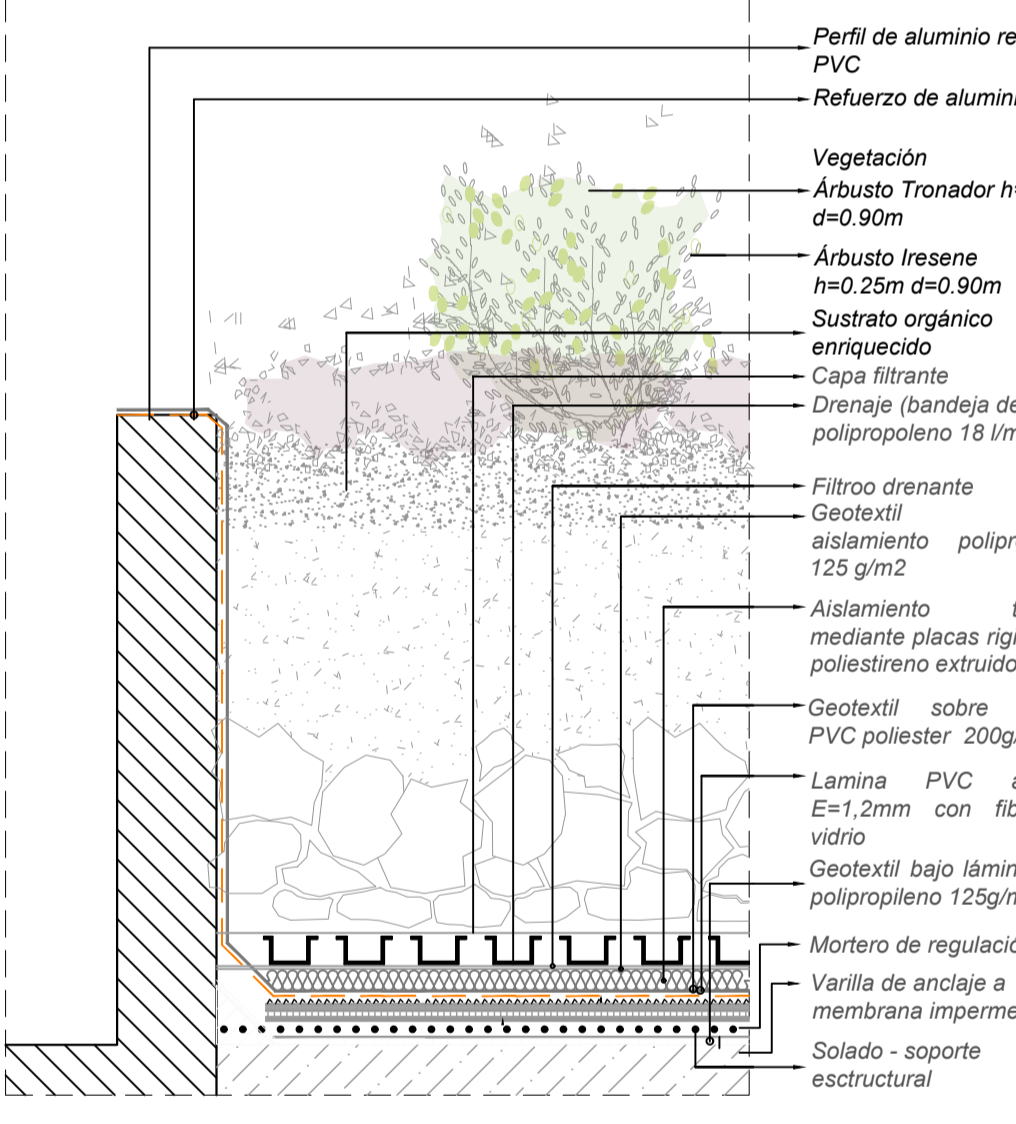 Perfil de aluminio re
PVC
Refuerzo de alumini
Vegetación
Árbusto Tronador h=
d=0.90m
Árbusto Iresene
h=0.25m d=0.90m
Sustrato orgánico
enriquecido
Capa filtrante
Drenaje (bandeja de
polipropoleno 18 l/m
Filtroo drenante
Geotextil
aislamiento polipr
125 g/m2
Aislamiento t
mediante placas rigi
poliestireno extruido
Geotextil sobre
PVC poliester 200g/
Lamina PVC a
E=1,2mm con fib
vidrio
Geotextil bajo lámin
polipropileno 125g/m
Mortero de regulació
Varilla de anclaje a
membrana imperme
Solado - soporte
esctructural